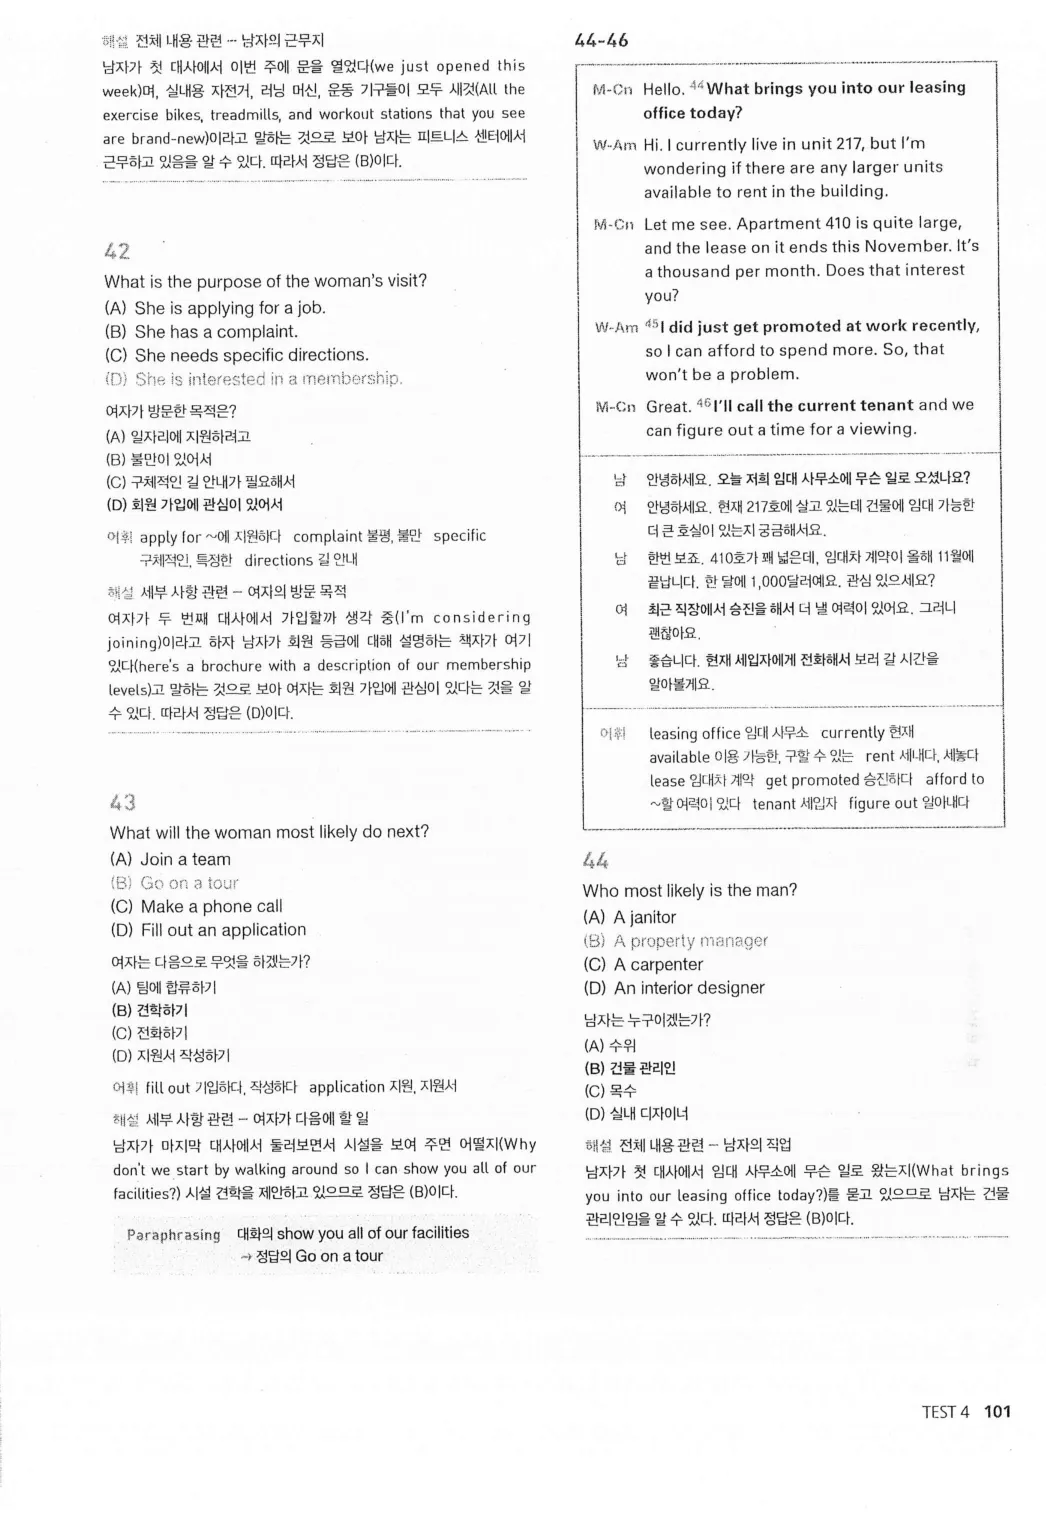 해설 전체 내용 관련 -- 남자의 근무지
남자가 첫 대사에서 이번 주에 문을 열었다(we just opened this
week)며, 실내용 자전거, 러닝 머신, 운동 기구들이 모두 새것(All the
exercise bikes, treadmills, and workout stations that you see
are brand-new)이라고 말하는 것으로 보아 남자는 피트니스 센터에서
근무하고 있음을 알 수 있다. 따라서 정답은 (B)이다.
42
What is the purpose of the woman's visit?
(A) She is applying for a job.
(B) She has a complaint.
(C) She needs specific directions.
(D) She is interested in a membership.
여자가 방문한 목적은?
(A) 일자리에 지원하려고
(B) 불만이 있어서
(C) 구체적인 길 안내가 필요해서
(D) 회원 가입에 관심이 있어서
어휘 apply for ~에 지원하다 complaint 불평, 불만 specific
구체적인, 특정한 directions 길 안내
해설 세부 사항 관련 – 여자의 방문 목적
여자가 두 번째 대사에서 가입할까 생각 중(I'm considering
joining)이라고 하자 남자가 회원 등급에 대해 설명하는 책자가 여기
있다(here's a brochure with a description of our membership
levels)고 말하는 것으로 보아 여자는 회원 가입에 관심이 있다는 것을 알
수 있다. 따라서 정답은 (D)이다.
43
What will the woman most likely do next?
(A) Join a team
(B) Go on a tour
(C) Make a phone call
(D) Fill out an application
여자는 다음으로 무엇을 하겠는가?
(A) 팀에 합류하기
(B) 견학하기
(C) 전화하기
(D) 지원서 작성하기
어휘 fill out 기입하다, 작성하다 application 지원, 지원서
해설 세부 사항 관련 – 여자가 다음에 할 일
남자가 마지막 대사에서 둘러보면서 시설을 보여 주면 어떨지(Why
don't we start by walking around so I can show you all of our
facilities?) 시설 견학을 제안하고 있으므로 정답은 (B)이다.
Paraphrasing 대화의 show you all of our facilities
→ 정답의 Go on a tour
44-46
M-Cn Hello. 44What brings you into our leasing
office today?
W-Am Hi. I currently live in unit 217, but I'm
wondering if there are any larger units
available to rent in the building.
M-Cn Let me see. Apartment 410 is quite large,
and the lease on it ends this November. It's
a thousand per month. Does that interest
you?
W-Am 45I did just get promoted at work recently,
so I can afford to spend more. So, that
won't be a problem.
M-Cn Great. 46I'll call the current tenant and we
can figure out a time for a viewing.
남 안녕하세요. 오늘 저희 임대 사무소에 무슨 일로 오셨나요?
여 안녕하세요. 현재 217호에 살고 있는데 건물에 임대 가능한
더 큰 호실이 있는지 궁금해서요.
남 한번 보죠. 410호가 꽤 넓은데, 임대차 계약이 올해 11월에
끝납니다. 한 달에 1,000달러예요. 관심 있으세요?
여 최근 직장에서 승진을 해서 더 낼 여력이 있어요. 그러니
괜찮아요.
남 좋습니다. 현재 세입자에게 전화해서 보러 갈 시간을
알아볼게요.
어휘 leasing office 임대 사무소 currently 현재
available 이용 가능한, 구할 수 있는 rent 세내다, 세놓다
lease 임대차 계약 get promoted 승진하다 afford to
~할 여력이 있다 tenant 세입자 figure out 알아내다
44
Who most likely is the man?
(A) A janitor
(B) A property manager
(C) A carpenter
(D) An interior designer
남자는 누구이겠는가?
(A) 수위
(B) 건물 관리인
(C) 목수
(D) 실내 디자이너
해설 전체 내용 관련 – 남자의 직업
남자가 첫 대사에서 임대 사무소에 무슨 일로 왔는지(What brings
you into our leasing office today?)를 묻고 있으므로 남자는 건물
관리인임을 알 수 있다. 따라서 정답은 (B)이다.
TEST 4 101